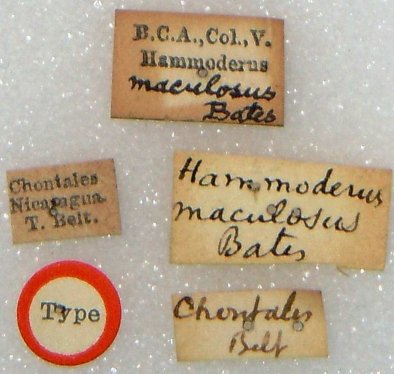 B.C.A.,Col.,V.
Hammoderus
maculosus
Bates
Chontales
Nicaragua.
T. Belt.
Hammoderus
maculosus
Bates
Type
Chontales
Belt